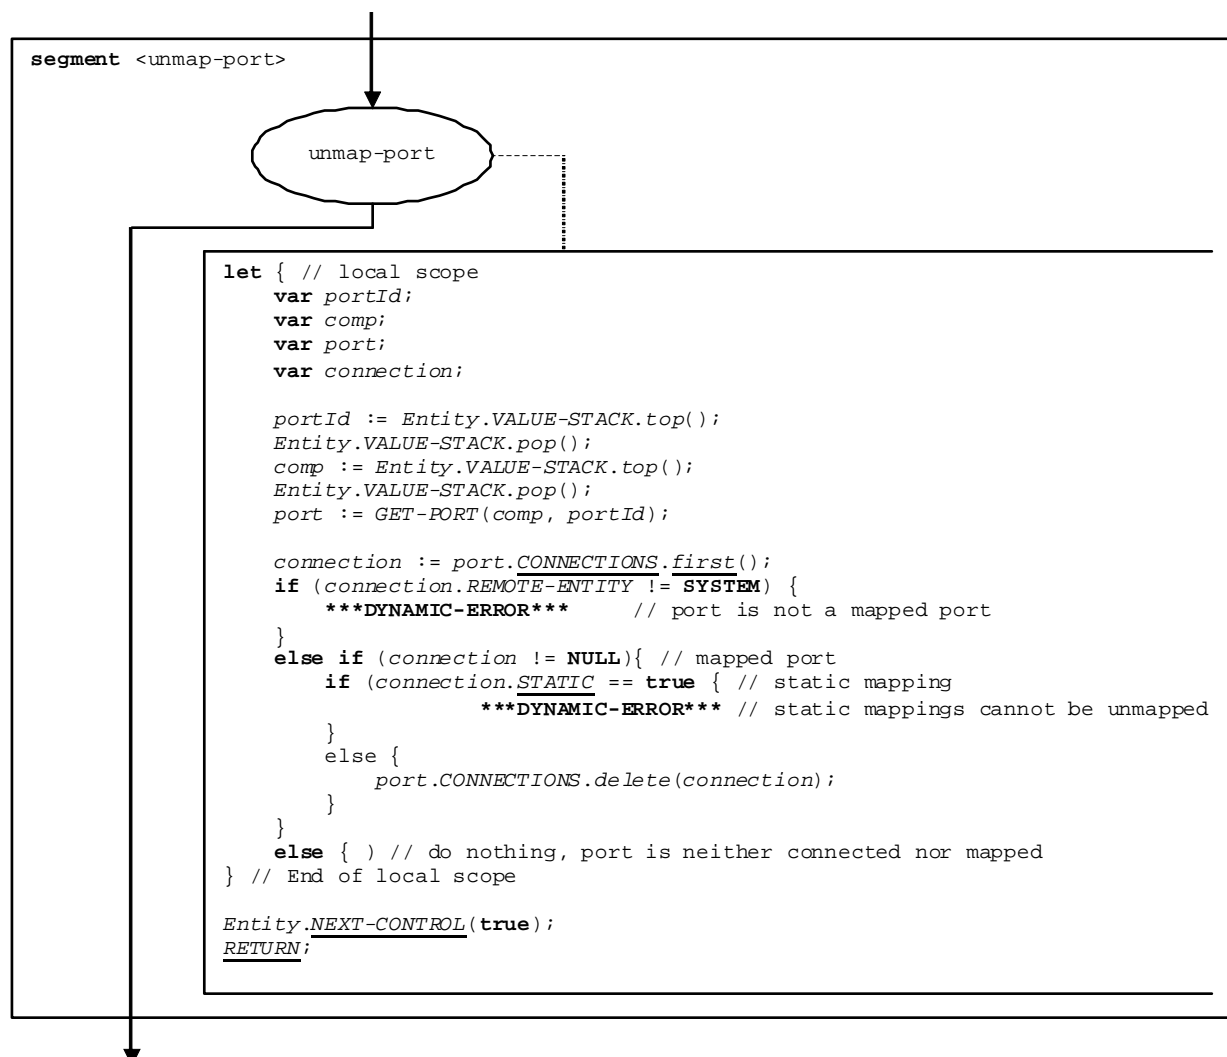 segment <unmap-port>
unmap-port
let { // local scope
var portId;
var comp;
var port;
var connection;
portId := Entity.VALUE-STACK.top();
Entity.VALUE-STACK.pop();
comp := Entity.VALUE-STACK.top();
Entity.VALUE-STACK.pop();
port := GET-PORT(comp, portId);
connection := port.CONNECTIONS.first();
if (connection.REMOTE-ENTITY != SYSTEM) {
***DYNAMIC-ERROR*** // port is not a mapped port
}
else if (connection != NULL){ // mapped port
if (connection.STATIC == true { // static mapping
***DYNAMIC-ERROR*** // static mappings cannot be unmapped
}
else {
port.CONNECTIONS.delete(connection);
}
}
else { ) // do nothing, port is neither connected nor mapped
} // End of local scope
Entity.NEXT-CONTROL(true);
RETURN;